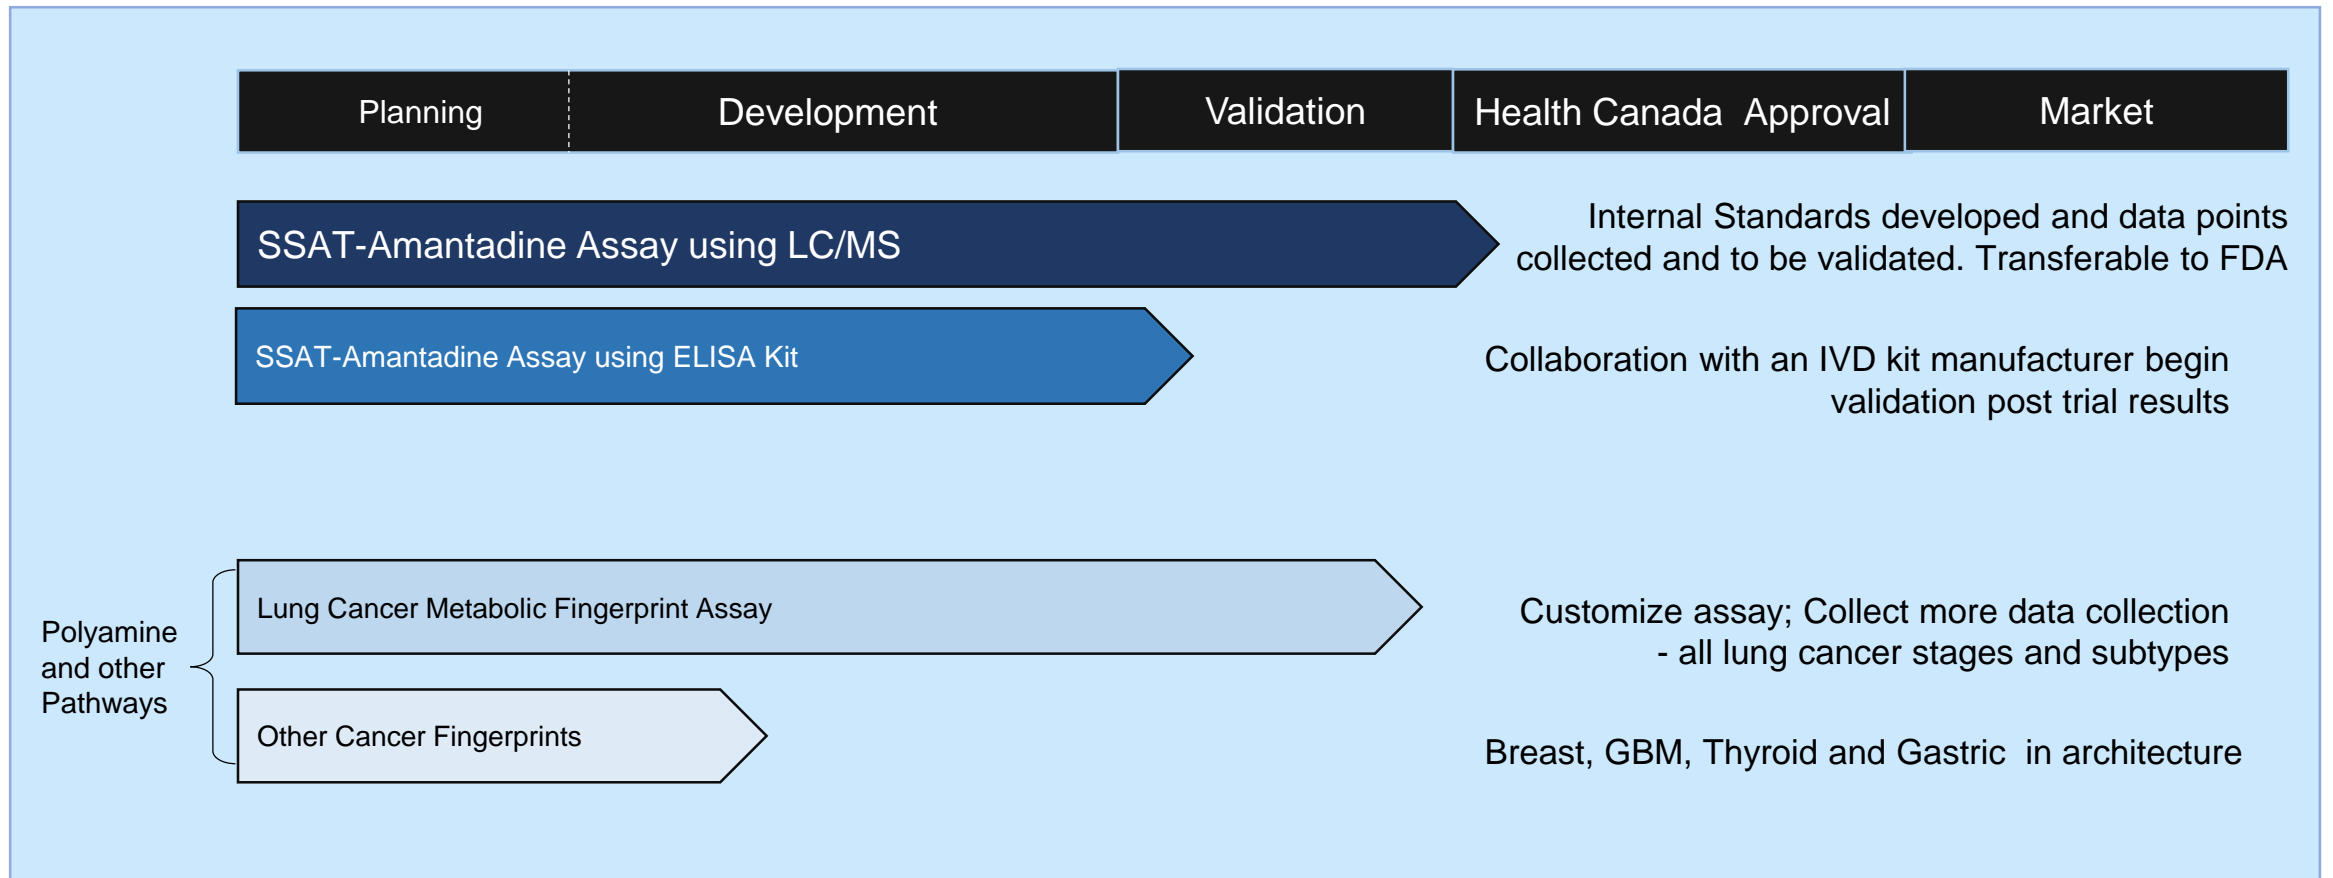 Planning Development Validation Health Canada  Approval Market
SSAT-Amantadine Assay using LC/MS
Internal Standards developed and data points
collected and to be validated. Transferable to FDA
SSAT-Amantadine Assay using ELISA Kit
Collaboration with an IVD kit manufacturer begin
validation post trial results
Polyamine
and other
Pathways
Lung Cancer Metabolic Fingerprint Assay
Customize assay; Collect more data collection
- all lung cancer stages and subtypes
Other Cancer Fingerprints
Breast, GBM, Thyroid and Gastric  in architecture